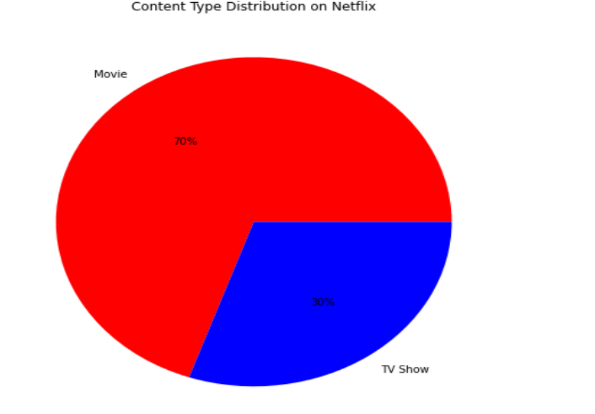 Content Type Distribution on Netflix
Movie
70%
30%
TV Show